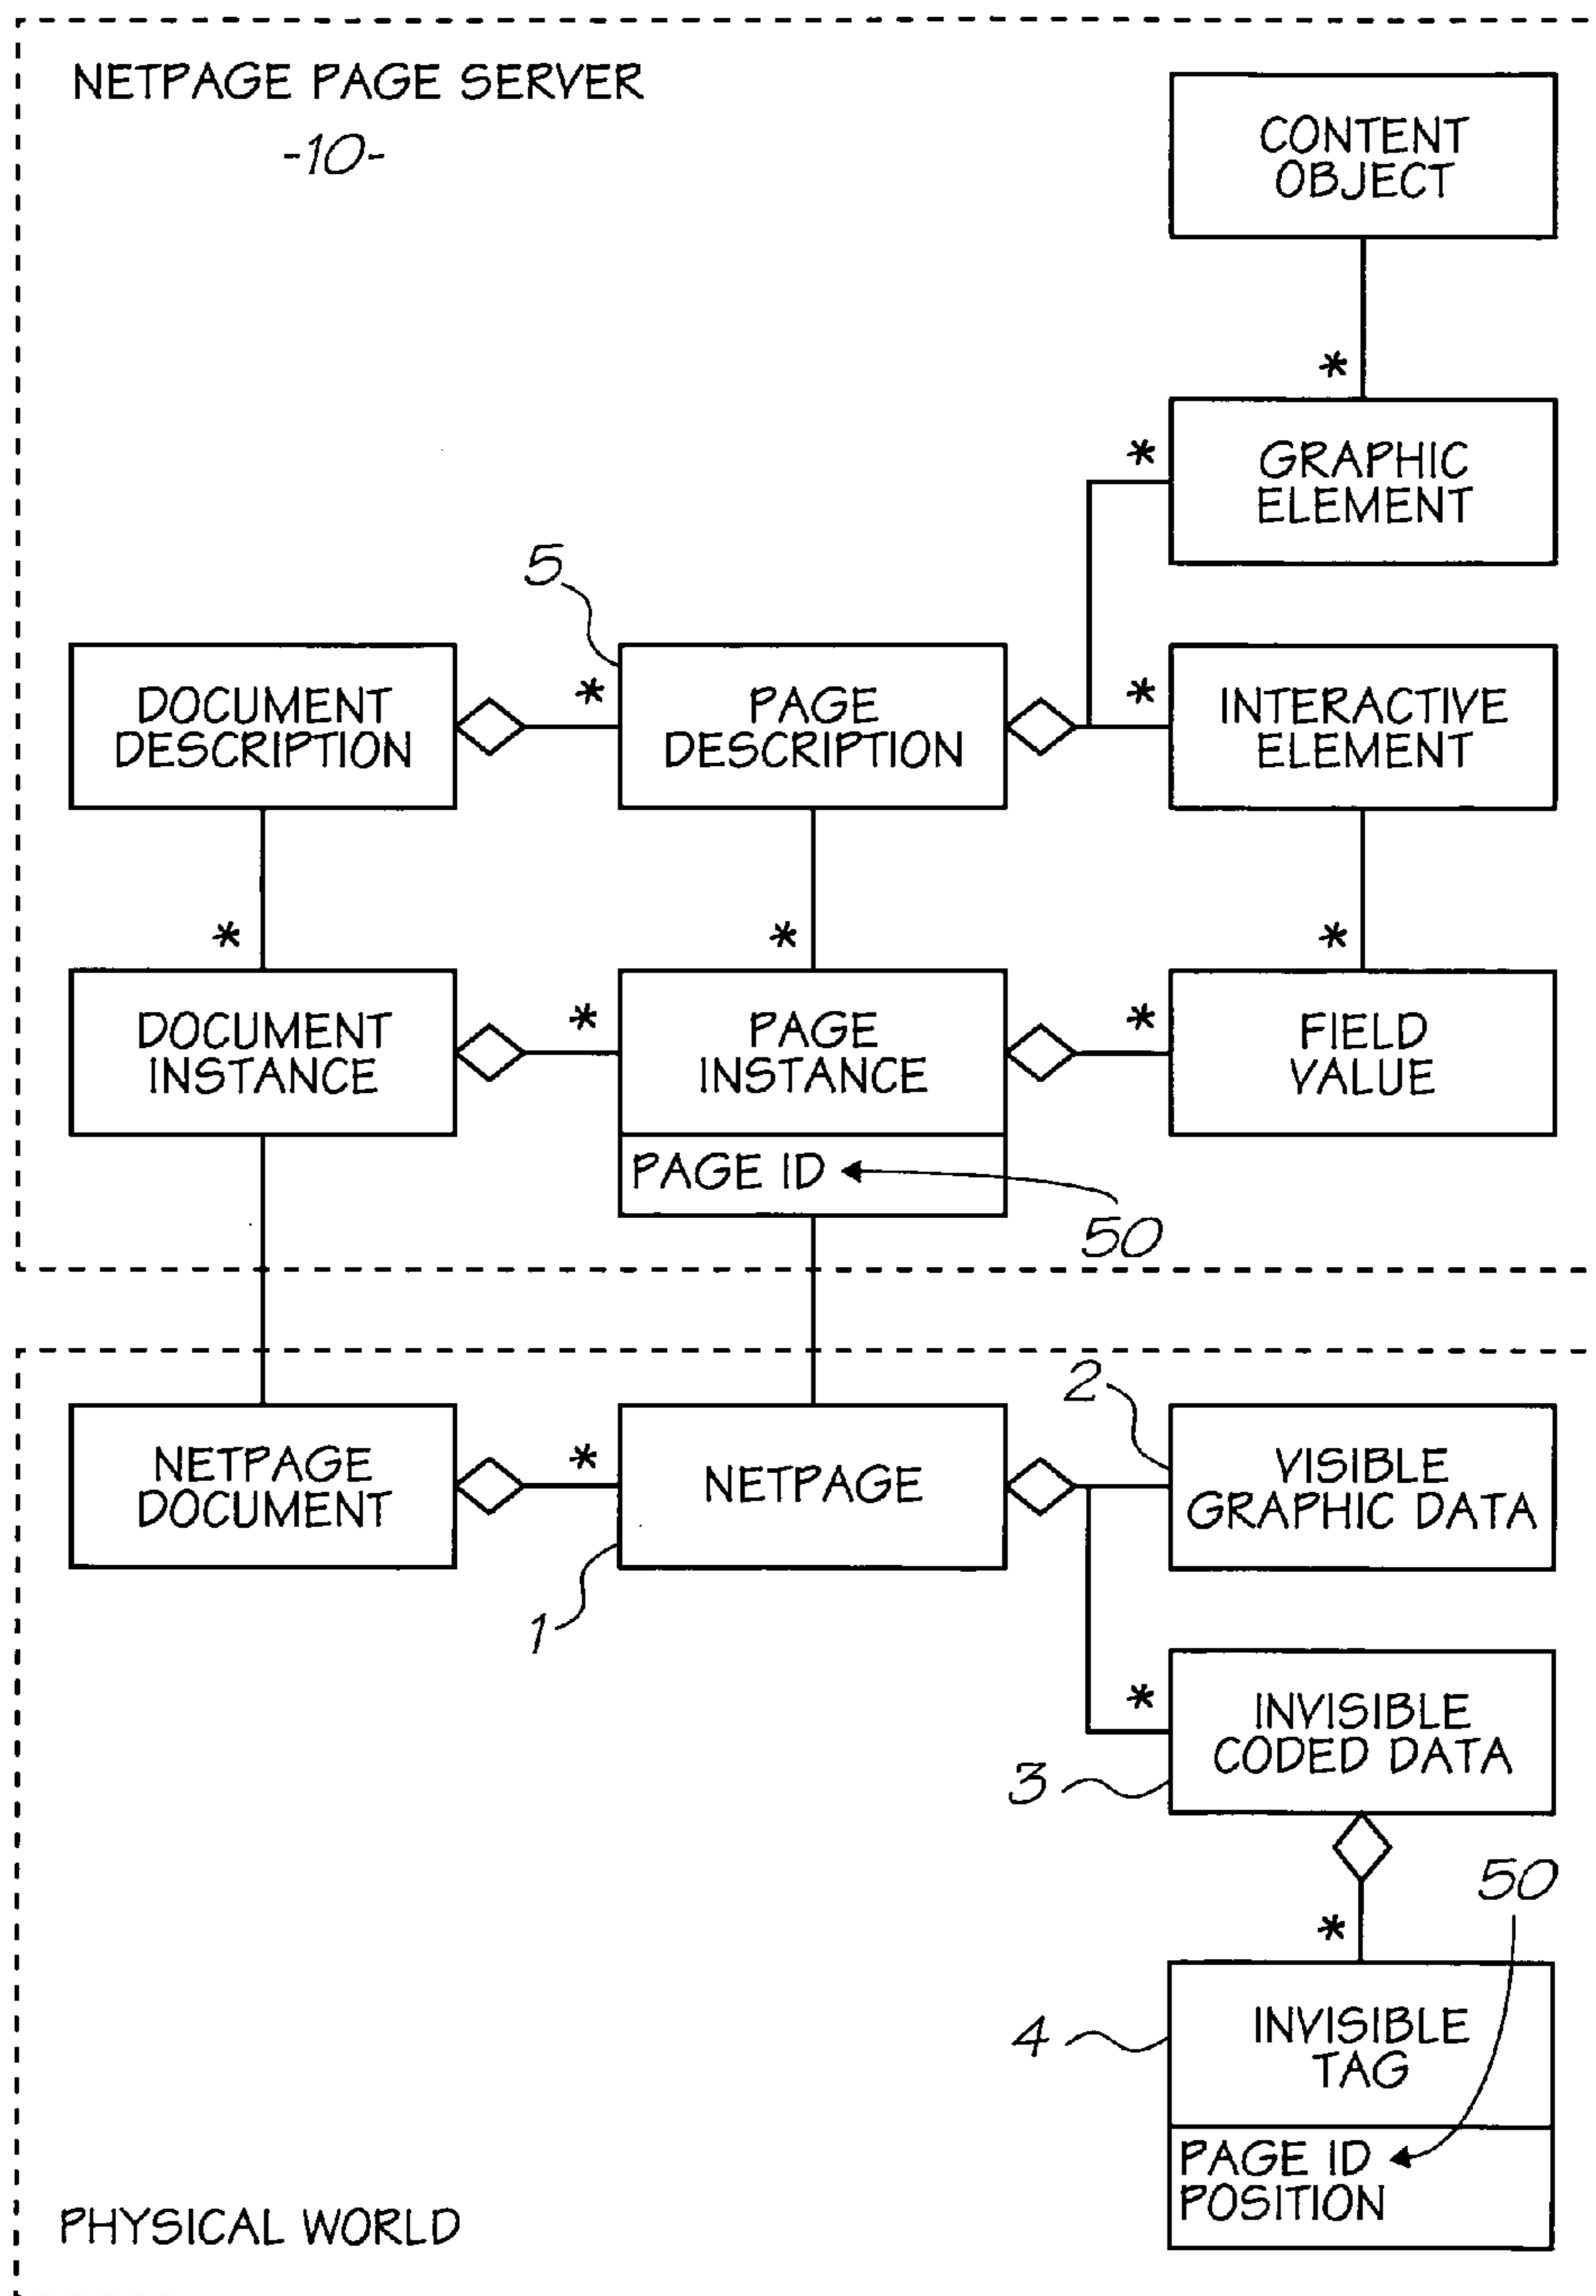 NETPAGE PAGE SERVER
-10-
CONTENT
OBJECT
*
*
GRAPHIC
ELEMENT
5
DOCUMENT
DESCRIPTION
*
PAGE
DESCRIPTION
*
INTERACTIVE
ELEMENT
*
*
*
DOCUMENT
INSTANCE
*
PAGE
INSTANCE
*
FIELD
VALUE
PAGE ID
50
2
NETPAGE
DOCUMENT
*
NETPAGE
VISIBLE
GRAPHIC DATA
1
*
INVISIBLE
CODED DATA
3
50
*
4
INVISIBLE
TAG
PAGE ID
POSITION
PHYSICAL WORLD